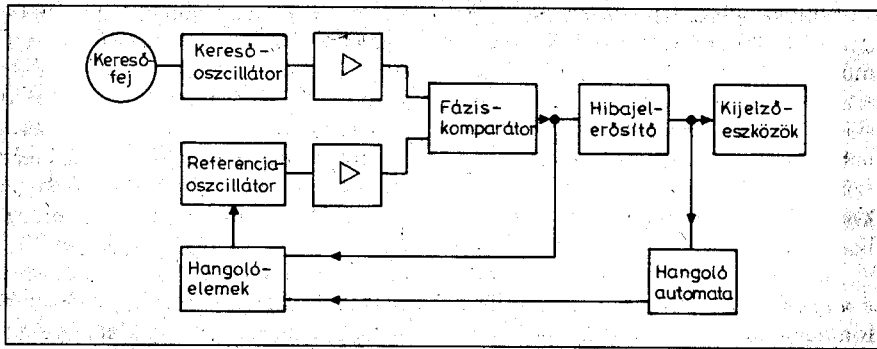 Kereső-
fej
Kereső-
oszcillátor
Fázis-
komparátor
Hibajel-
erősítő
Kijelző-
eszközök
Referencia-
oszcillátor
Hangoló-
elemek
Hangoló
automata